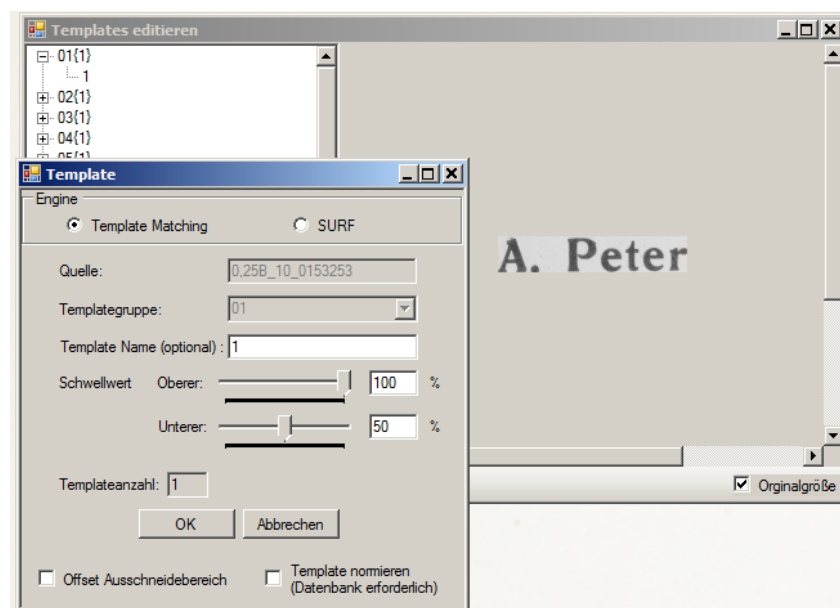 Templates editieren
01{1}
1
02{1}
03{1}
04{1}
05{1}
Template
Engine
Template Matching
SURF
A. Peter
Quelle:
0,25B_10_0153253
Templategruppe:
01
Template Name (optional) :
1
Schwellwert
Oberer:
100
%
Unterer:
50
%
Templateanzahl:
1
Orginalgröße
OK
Abbrechen
Offset Ausschneidebereich
Template normieren
(Datenbank erforderlich)